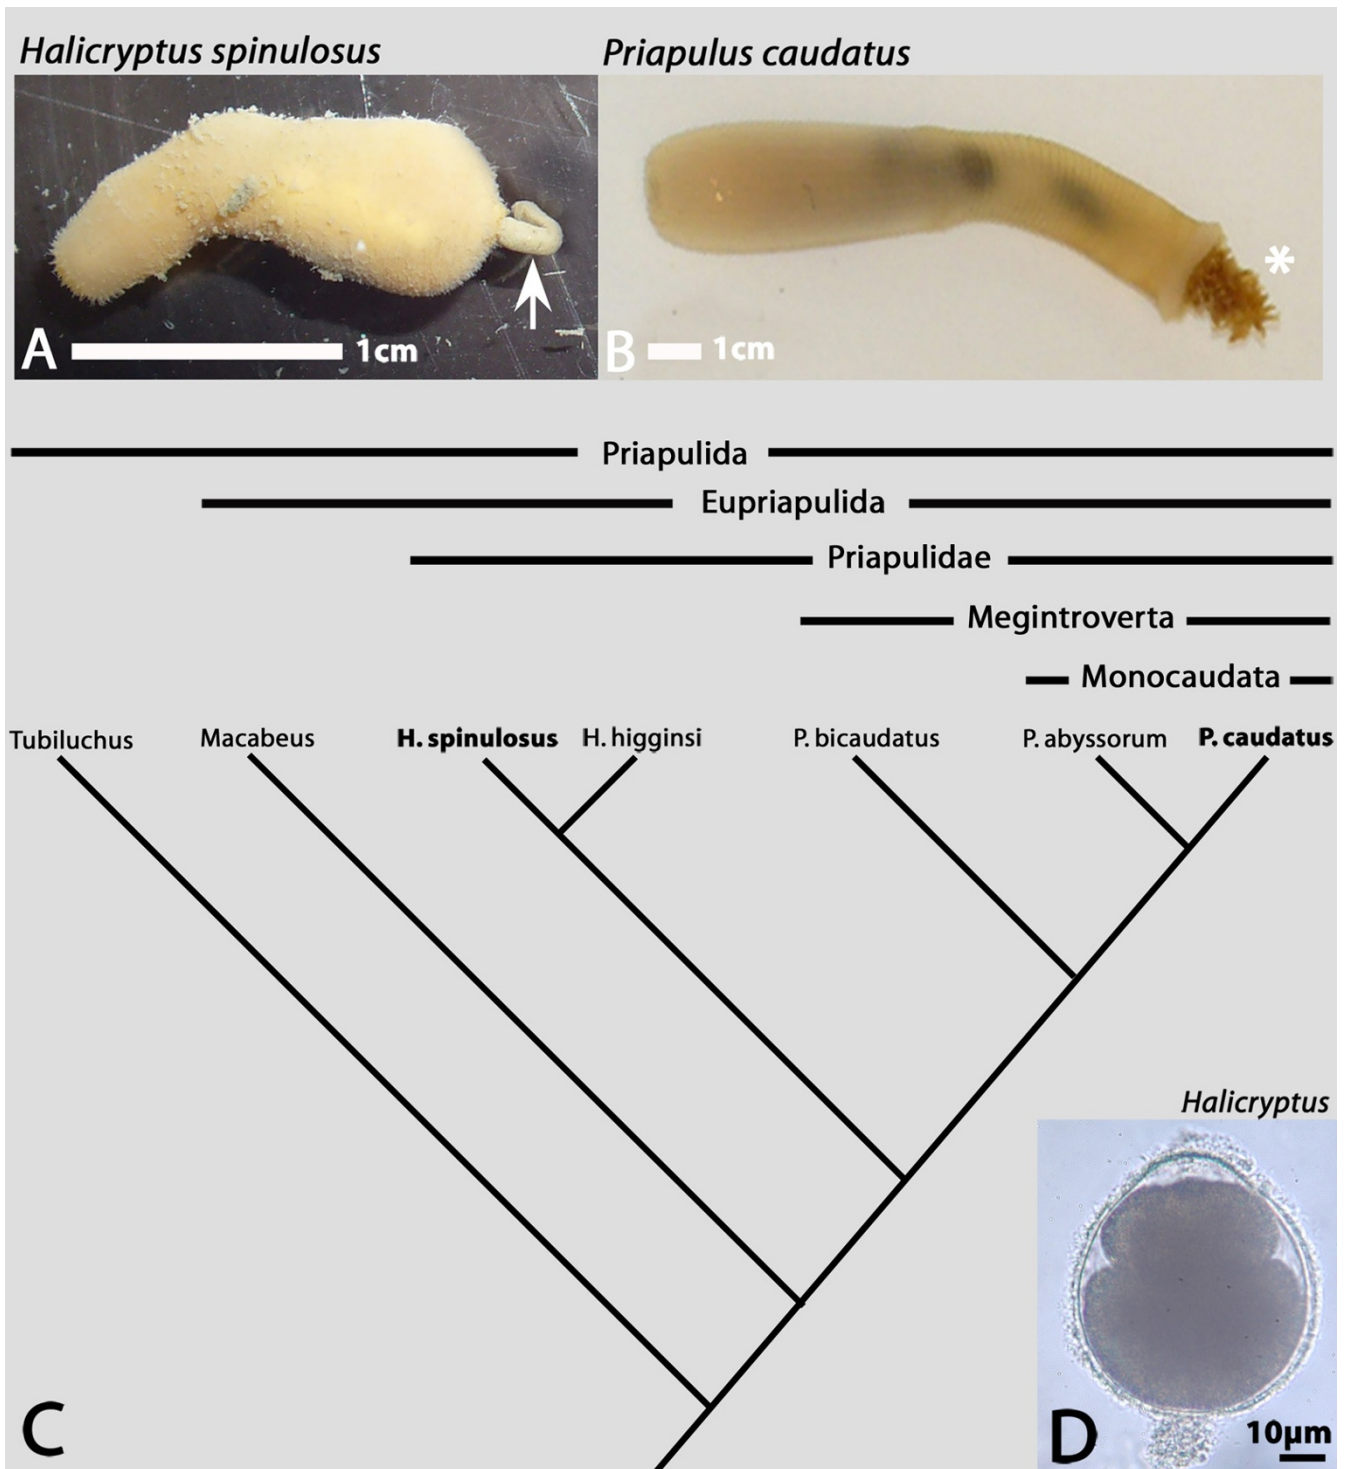 Halicryptus spinulosus
Priapulus caudatus
*
A
1cm
B
1cm
Priapulida
Eupriapulida
Priapulidae
Megintroverta
Monocaudata
Tubiluchus
Macabeus
H. spinulosus
H. higginsi
P. bicaudatus
P. abyssorum
P. caudatus
Halicryptus
C
D
10µm